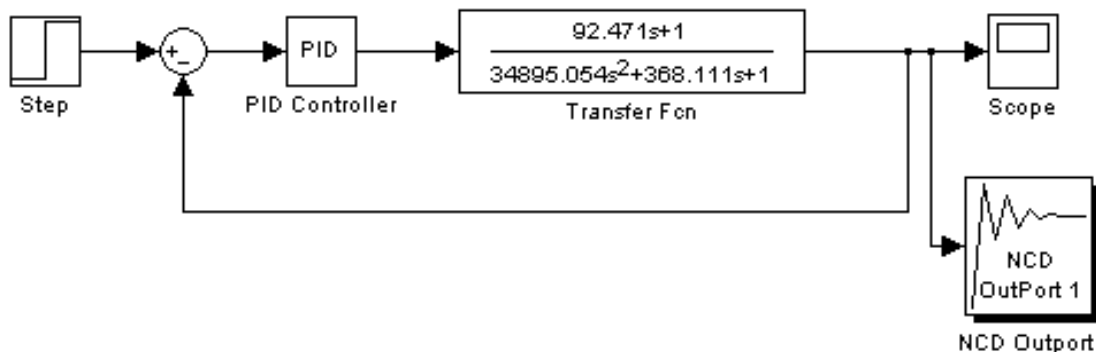 Step
+
−
PID
PID Controller
92.471s+1
34895.054s²+368.111s+1
Transfer Fcn
Scope
NCD
OutPort 1
NCD Outport